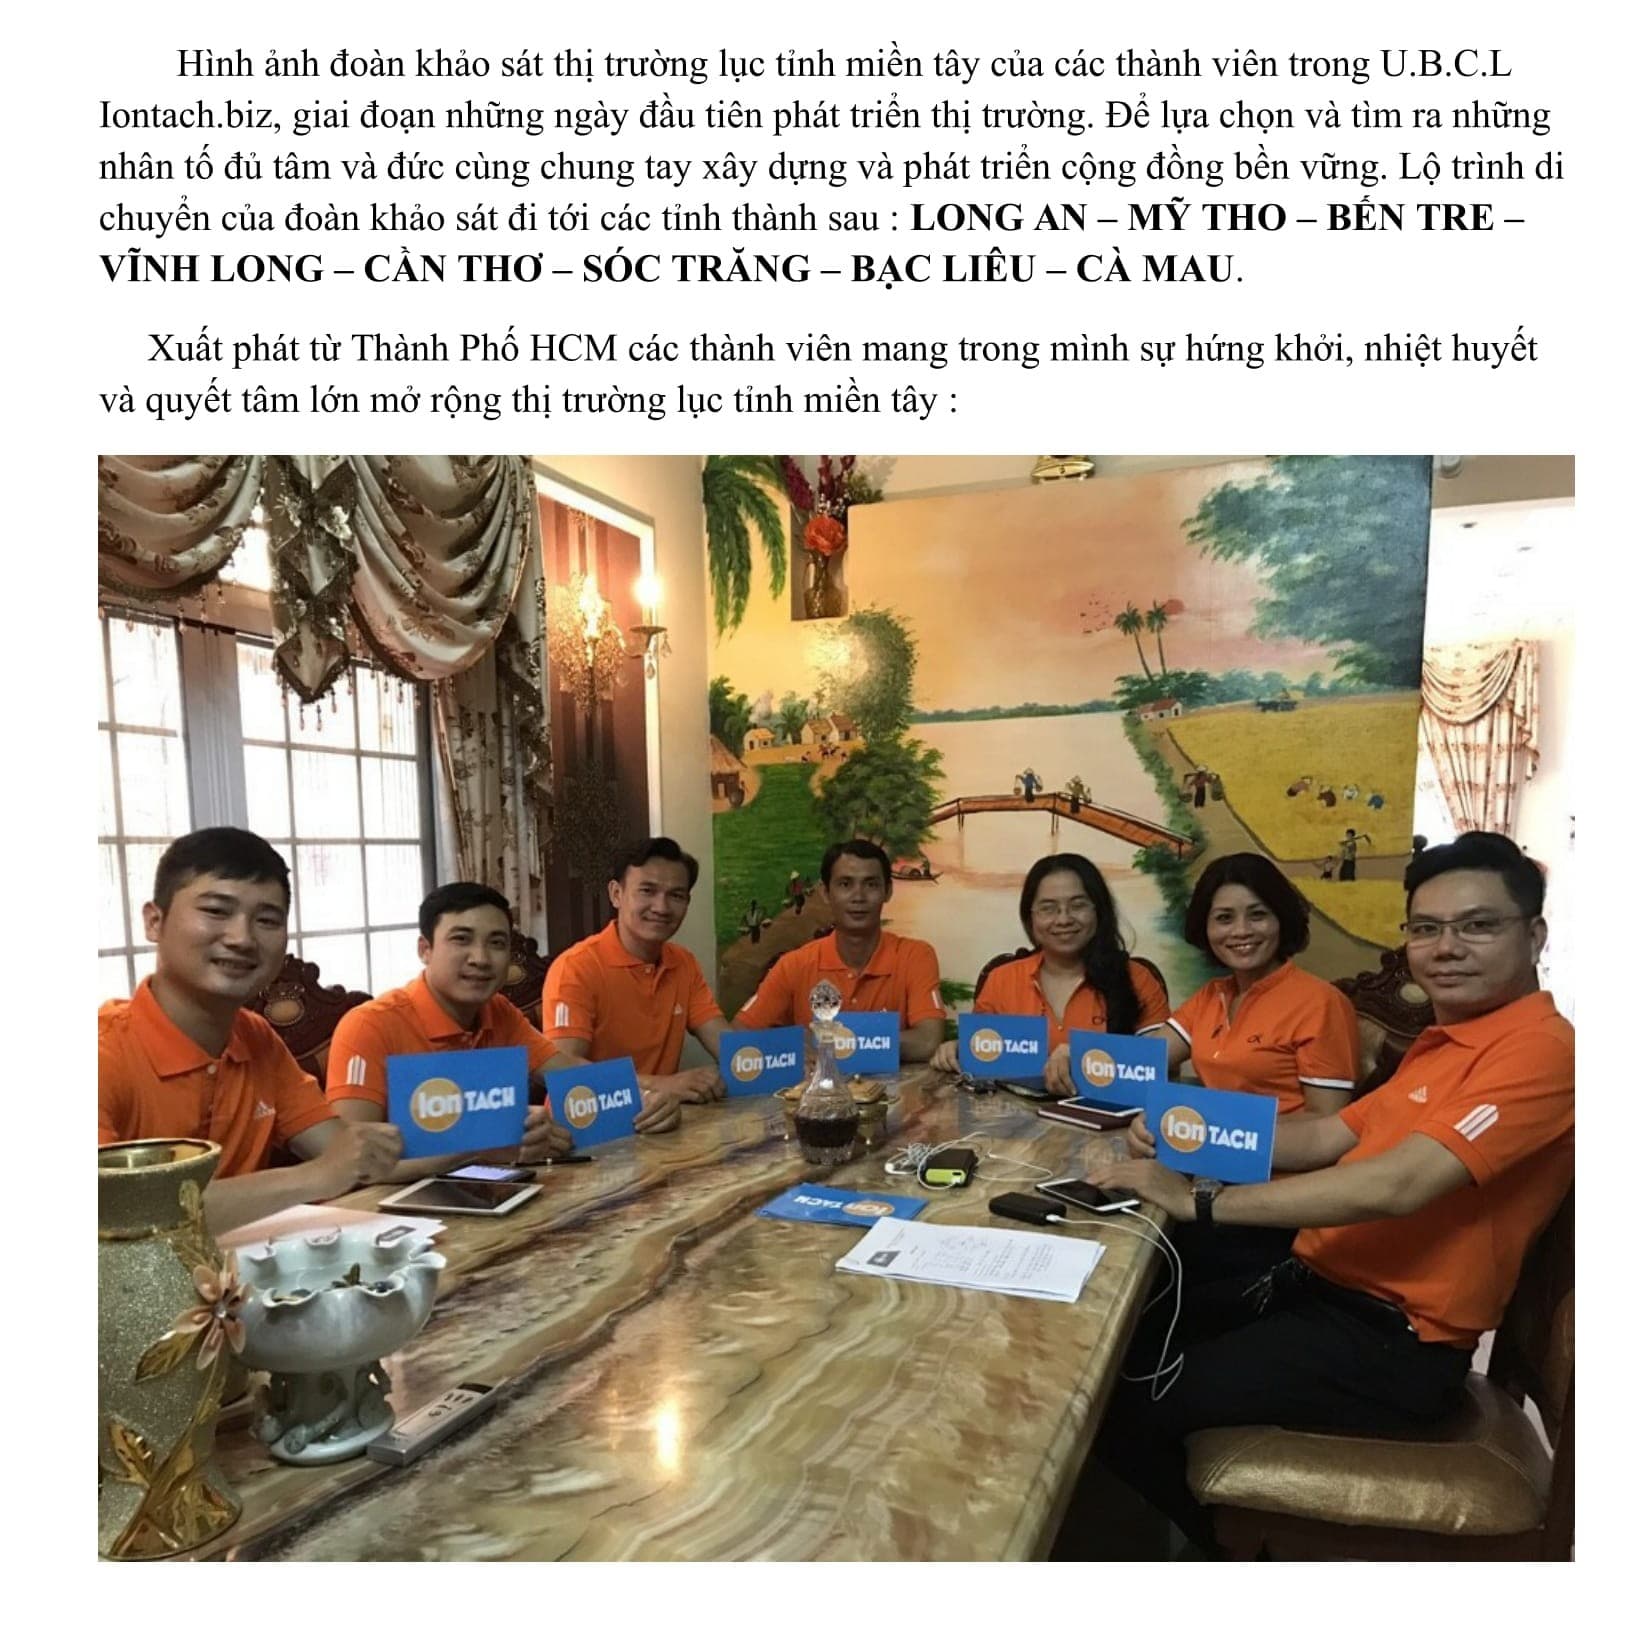 Hình ảnh đoàn khảo sát thị trường lục tỉnh miền tây của các thành viên trong U.B.C.L
Iontach.biz, giai đoạn những ngày đầu tiên phát triển thị trường. Để lựa chọn và tìm ra những
nhân tố đủ tâm và đức cùng chung tay xây dựng và phát triển cộng đồng bền vững. Lộ trình di
chuyển của đoàn khảo sát đi tới các tỉnh thành sau : LONG AN – MỸ THO – BẾN TRE –
VĨNH LONG – CẦN THƠ – SÓC TRĂNG – BẠC LIÊU – CÀ MAU.
Xuất phát từ Thành Phố HCM các thành viên mang trong mình sự hứng khởi, nhiệt huyết
và quyết tâm lớn mở rộng thị trường lục tỉnh miền tây :
Ion TACH
Ion TACH
Ion TACH
Ion TACH
Ion TACH
Ion TACH
Ion TACH
Ion TACH